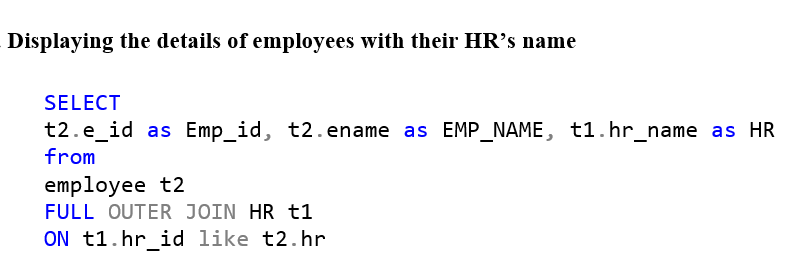 Displaying the details of employees with their HR’s name
SELECT
t2.e_id as Emp_id, t2.ename as EMP_NAME, t1.hr_name as HR
from
employee t2
FULL OUTER JOIN HR t1
ON t1.hr_id like t2.hr